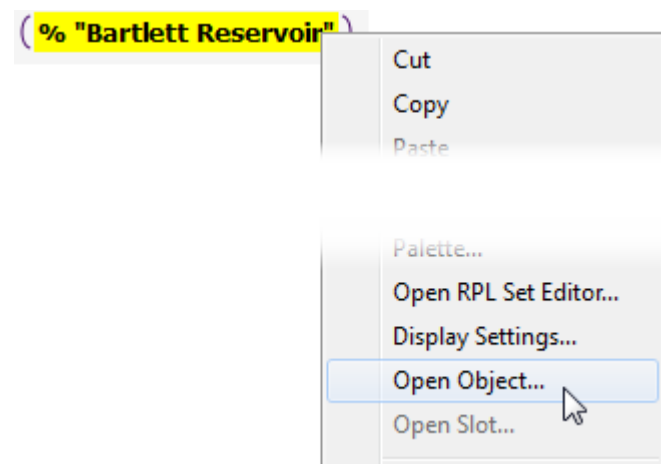 ( % "Bartlett Reservoir" )
Cut
Copy
Paste
Palette...
Open RPL Set Editor...
Display Settings...
Open Object...
Open Slot...